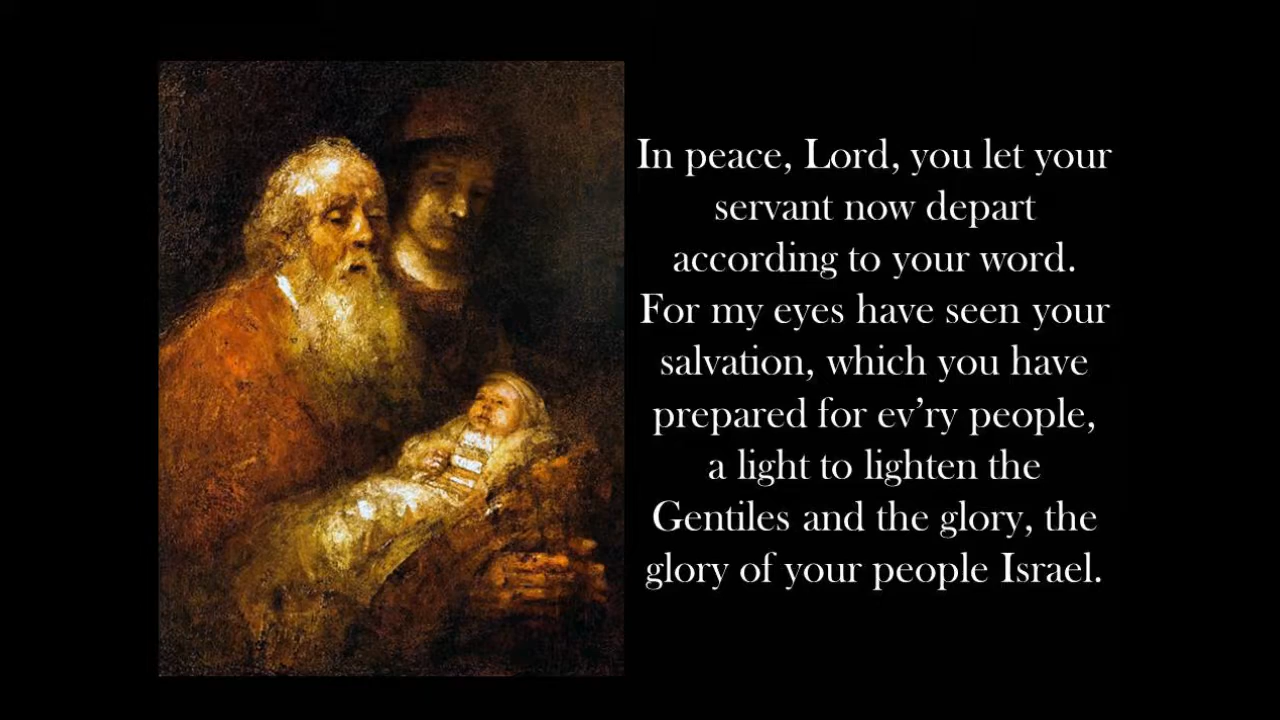 In peace, Lord, you let your
servant now depart
according to your word.
For my eyes have seen your
salvation, which you have
prepared for ev’ry people,
a light to lighten the
Gentiles and the glory, the
glory of your people Israel.